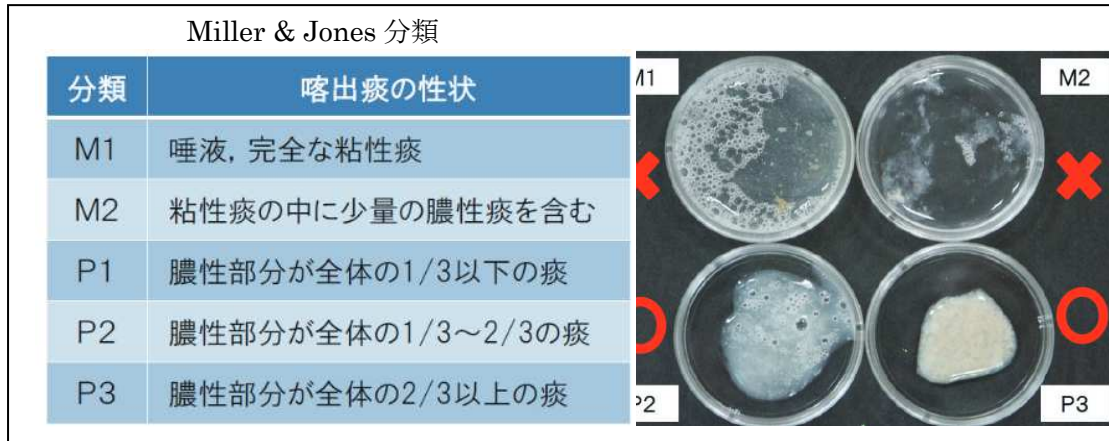 Miller & Jones 分類
分類 喀出痰の性状
M1 唾液，完全な粘性痰
M2 粘性痰の中に少量の膿性痰を含む
P1 膿性部分が全体の1/3以下の痰
P2 膿性部分が全体の1/3～2/3の痰
P3 膿性部分が全体の2/3以上の痰
M1
M2
P2
P3